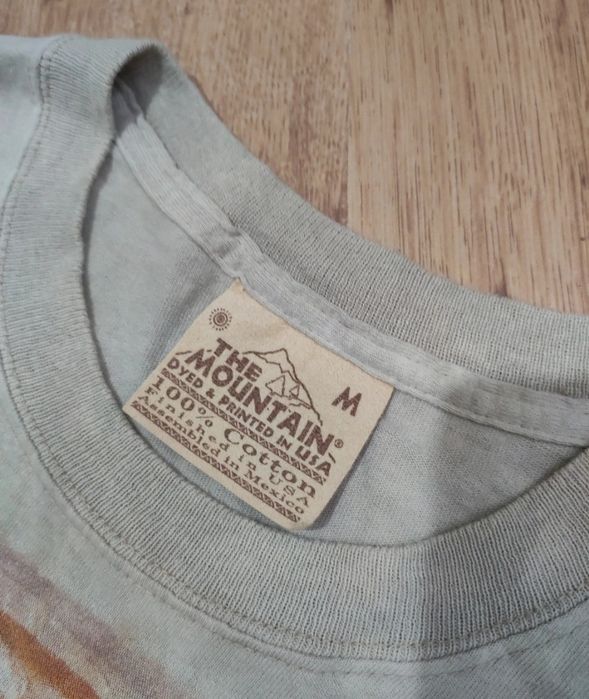 THE
MOUNTAIN®
M
DYED & PRINTED IN USA
100% Cotton
Finished in USA
Assembled in Mexico